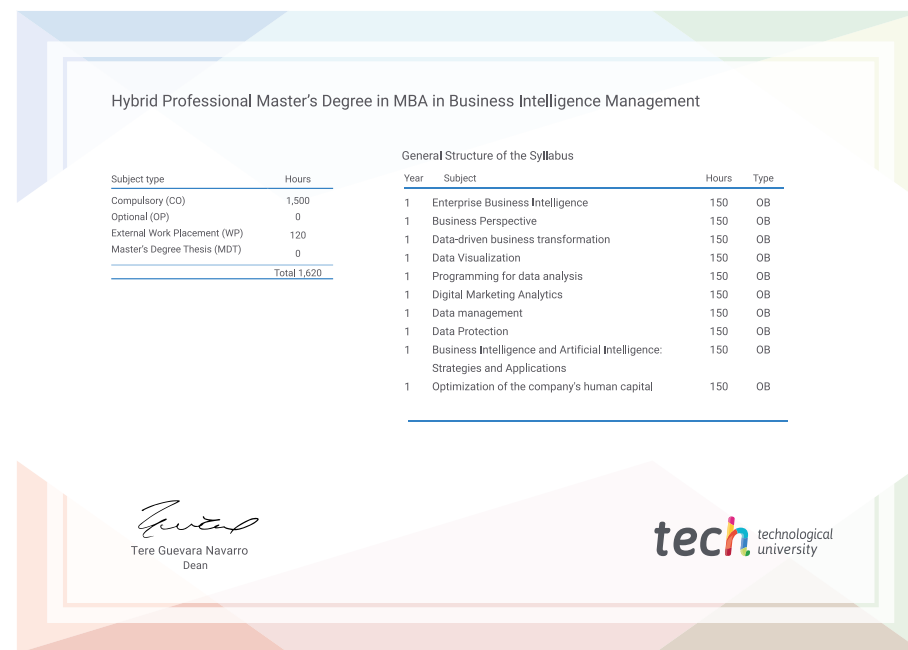 Hybrid Professional Master's Degree in MBA in Business Intelligence Management
Subject type Hours
Compulsory (CO) 1,500
Optional (OP) 0
External Work Placement (WP) 120
Master's Degree Thesis (MDT) 0
Total 1,620
General Structure of the Syllabus
Year Subject Hours Type
1 Enterprise Business Intelligence 150 OB
1 Business Perspective 150 OB
1 Data-driven business transformation 150 OB
1 Data Visualization 150 OB
1 Programming for data analysis 150 OB
1 Digital Marketing Analytics 150 OB
1 Data management 150 OB
1 Data Protection 150 OB
1 Business Intelligence and Artificial Intelligence: 150 OB
Strategies and Applications
1 Optimization of the company's human capital 150 OB
Tere Guevara Navarro
Dean
tech technological
university